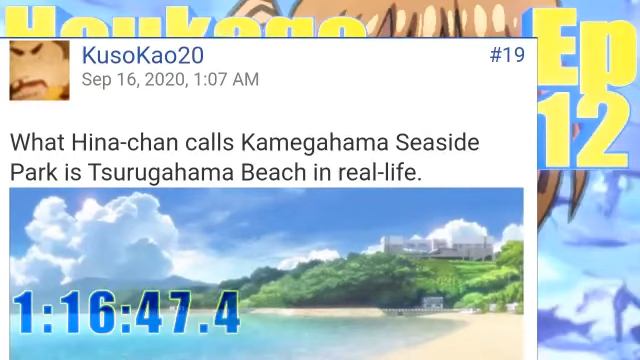 Houkago
Ep
12
KusoKao20
#19
Sep 16, 2020, 1:07 AM
What Hina-chan calls Kamegahama Seaside
Park is Tsurugahama Beach in real-life.
1:16:47.4